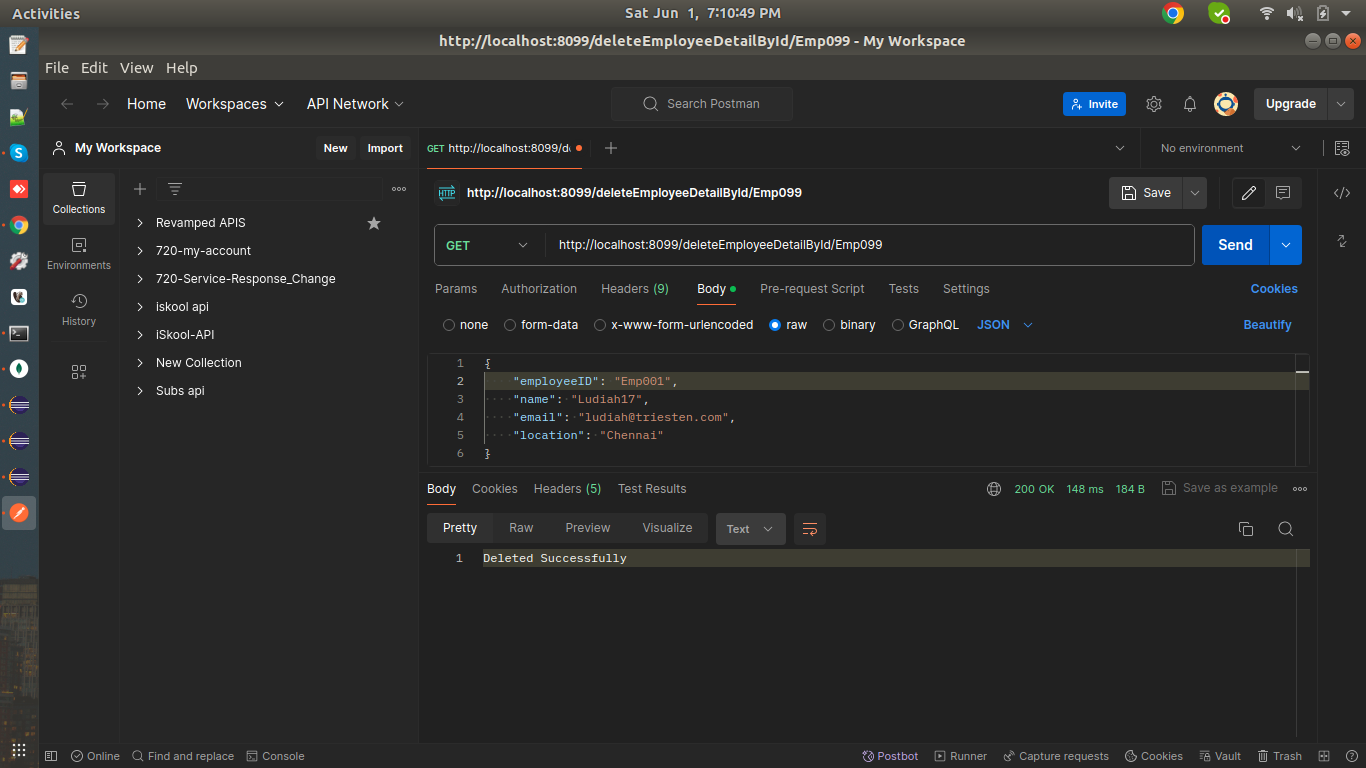 Activities
Sat Jun 1, 7:10:49 PM
http://localhost:8099/deleteEmployeeDetailById/Emp099 - My Workspace
File Edit View Help
Home Workspaces API Network
Search Postman
Invite
Upgrade
My Workspace
New Import
GET http://localhost:8099/d
No environment
Collections
Environments
History
Revamped APIS
720-my-account
720-Service-Response_Change
iskool api
iSkool-API
New Collection
Subs api
HTTP http://localhost:8099/deleteEmployeeDetailById/Emp099
Save
GET http://localhost:8099/deleteEmployeeDetailById/Emp099
Send
Params Authorization Headers (9) Body Pre-request Script Tests Settings
Cookies
none form-data x-www-form-urlencoded raw binary GraphQL JSON
Beautify
1 {
2 "employeeID": "Emp001",
3 "name": "Ludiah17",
4 "email": "ludiah@triesten.com",
5 "location": "Chennai"
6 }
Body Cookies Headers (5) Test Results
200 OK 148 ms 184 B Save as example
Pretty Raw Preview Visualize Text
1 Deleted Successfully
Online Find and replace Console
Postbot Runner Capture requests Cookies Vault Trash